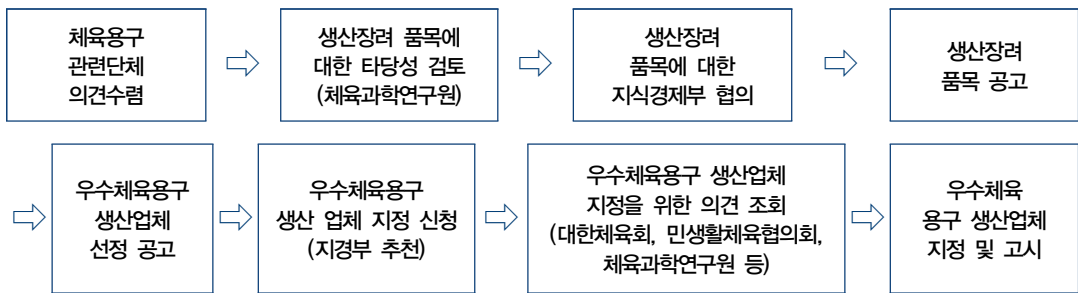 체육용구
관련단체
의견수렴
생산장려 품목에
대한 타당성 검토
(체육과학연구원)
생산장려
품목에 대한
지식경제부 협의
생산장려
품목 공고
우수체육용구
생산업체
선정 공고
우수체육용구
생산 업체 지정 신청
(지경부 추천)
우수체육용구 생산업체
지정을 위한 의견 조회
(대한체육회, 민생활체육협의회,
체육과학연구원 등)
우수체육
용구 생산업체
지정 및 고시